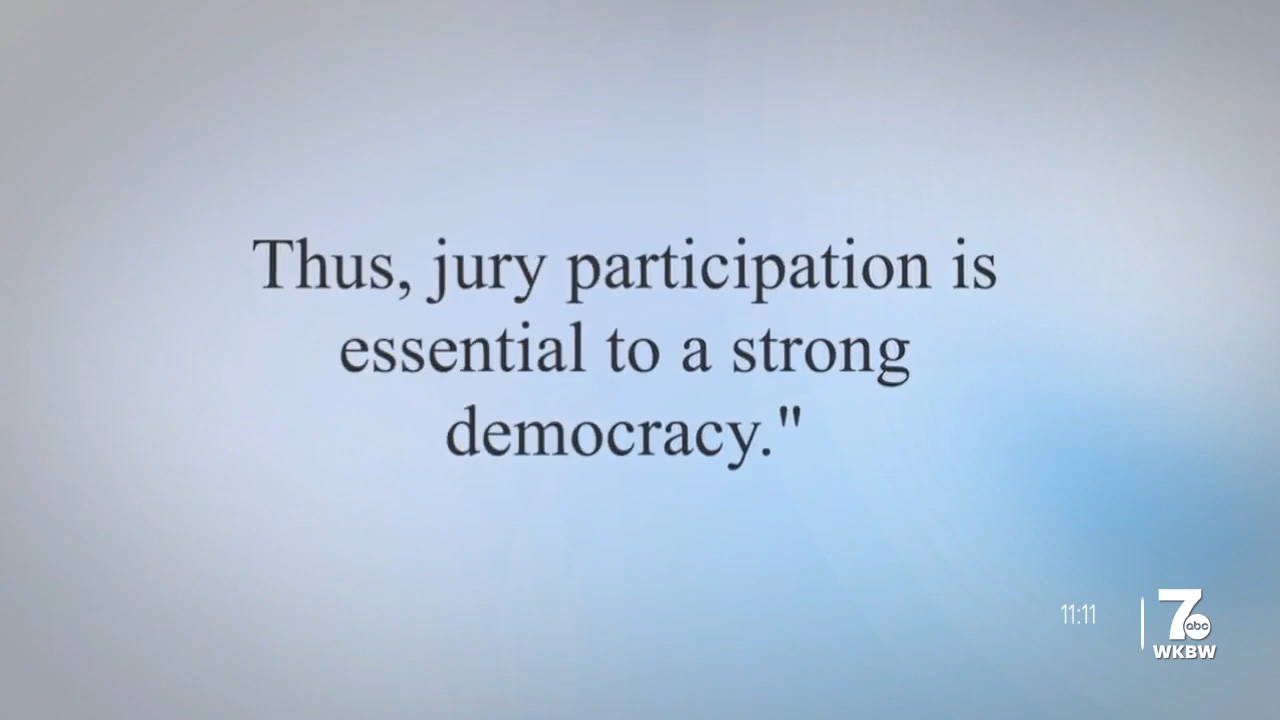 Thus, jury participation is
essential to a strong
democracy."
11:11
7
abc
WKBW